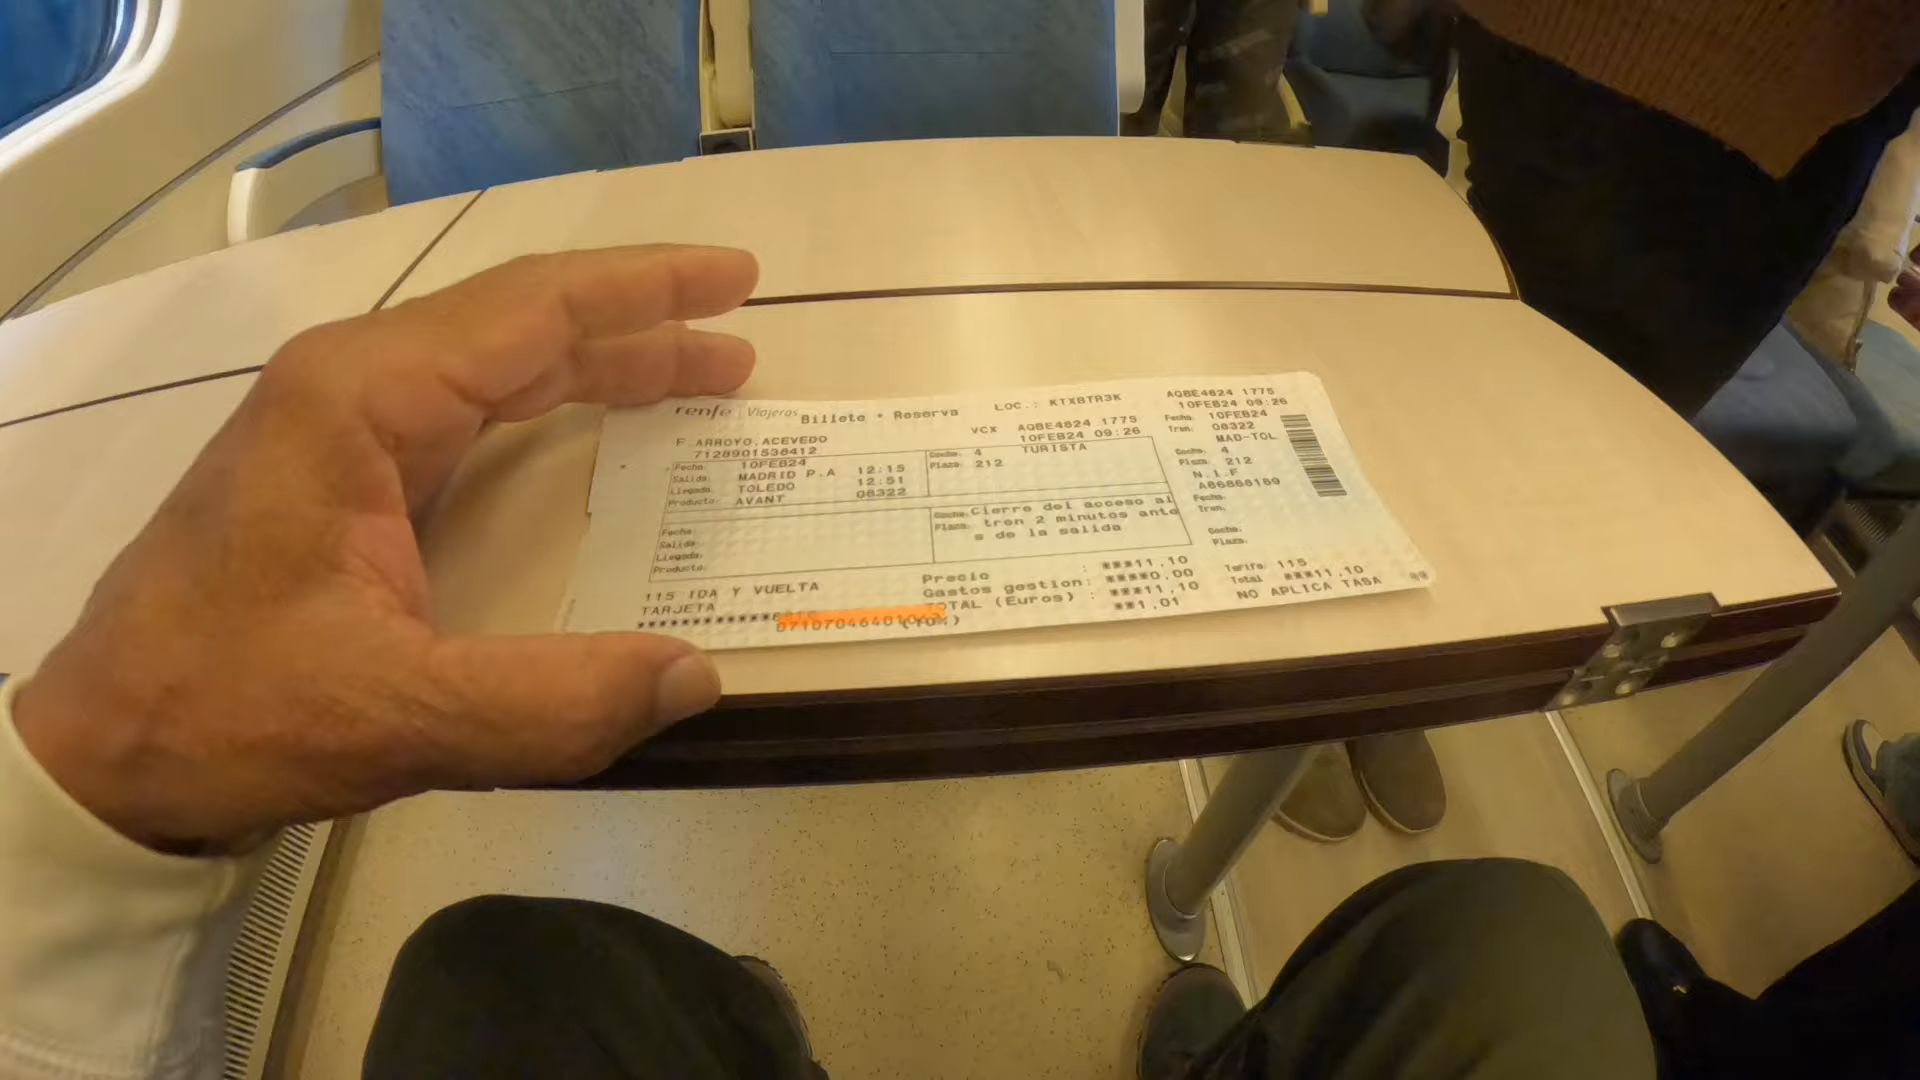 renfe Viajeros Billete + Reserva
LOC.: KTXBTR3K
F ARROYO.ACEVEDO
7128901536412
VCX AQBE4824 1775
10FEB24 09:26
Fecha: 10FEB24
Salida: MADRID P.A 12:15
Llegada: TOLEDO 12:51
Producto: AVANT 08322
Coche: 4 TURISTA
Plaza: 212
Fecha:
Salida:
Llegada:
Producto:
Coche:
Plaza:
Cierre del acceso al
tren 2 minutos ante
s de la salida
115 IDA Y VUELTA
TARJETA
Precio : ***11,10
Gastos gestion: ****0,00
TOTAL (Euros) : ***11,10
(10%) **1,01
AQBE4824 1775
10FEB24 09:26
Fecha: 10FEB24
Tren: 08322
MAD-TOL
Coche: 4
Plaza: 212
N.I.F
A86868189
Fecha:
Tren:
Coche:
Plaza:
Tarifa 115
Total ***11,10
NO APLICA TASA